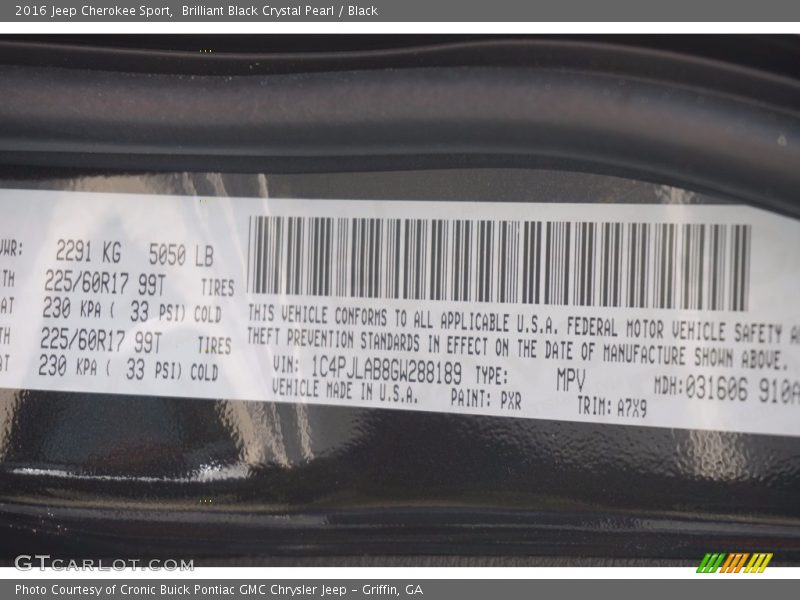 2016 Jeep Cherokee Sport, Brilliant Black Crystal Pearl / Black
2291 KG 5050 LB
225/60R17 99T TIRES
230 KPA ( 33 PSI) COLD
225/60R17 99T TIRES
230 KPA ( 33 PSI) COLD
THIS VEHICLE CONFORMS TO ALL APPLICABLE U.S.A. FEDERAL MOTOR VEHICLE SAFETY
THEFT PREVENTION STANDARDS IN EFFECT ON THE DATE OF MANUFACTURE SHOWN ABOVE.
VIN: 1C4PJLAB8GW288189 TYPE: MPV MDH:031606 910A
VEHICLE MADE IN U.S.A. PAINT: PXR TRIM: A7X9
GTCARLOT.COM
Photo Courtesy of Cronic Buick Pontiac GMC Chrysler Jeep - Griffin, GA